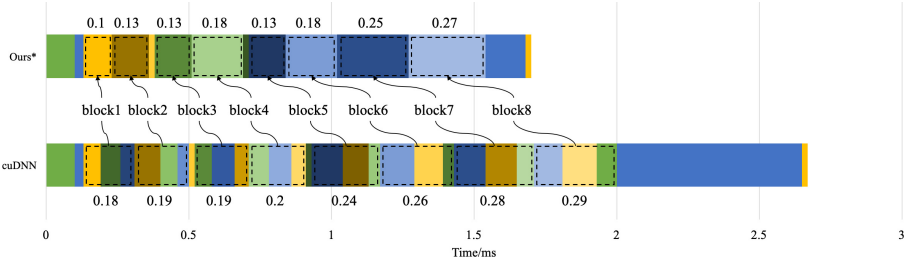 0.1 0.13 0.13 0.18 0.13 0.18 0.25 0.27
Ours*
block1 block2 block3 block4 block5 block6 block7 block8
cuDNN
0.18 0.19 0.19 0.2 0.24 0.26 0.28 0.29
0 0.5 1 1.5 2 2.5 3
Time/ms